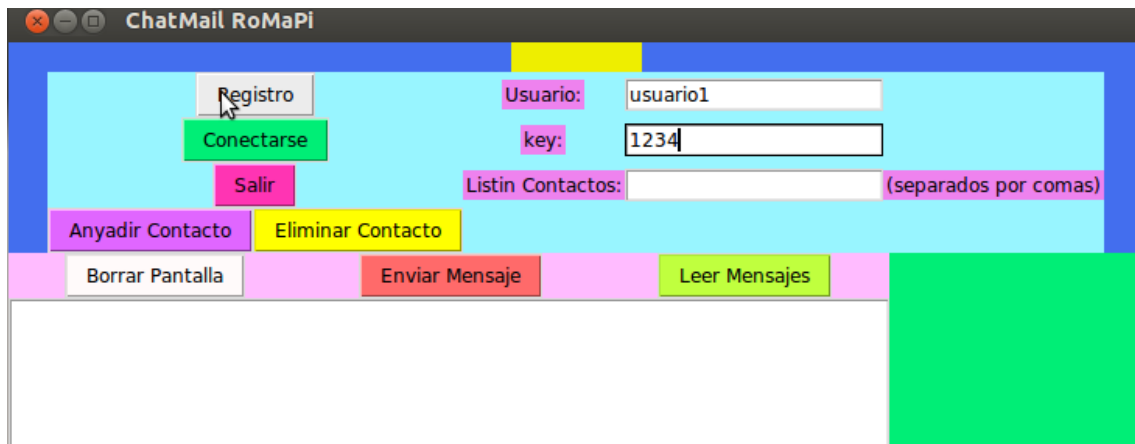 ChatMail RoMaPi
Registro Usuario: usuario1
Conectarse key: 1234
Salir Listin Contactos: (separados por comas)
Anyadir Contacto Eliminar Contacto
Borrar Pantalla Enviar Mensaje Leer Mensajes